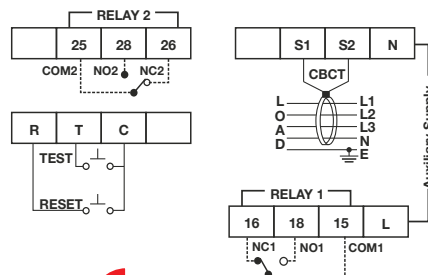 RELAY 2
25 28 26
COM2 NO2 NC2
R T C
TEST
RESET
S1 S2 N
CBCT
L L1
O L2
A L3
D N
E
Auxiliary Supply
RELAY 1
16 18 15 L
NC1 NO1 COM1